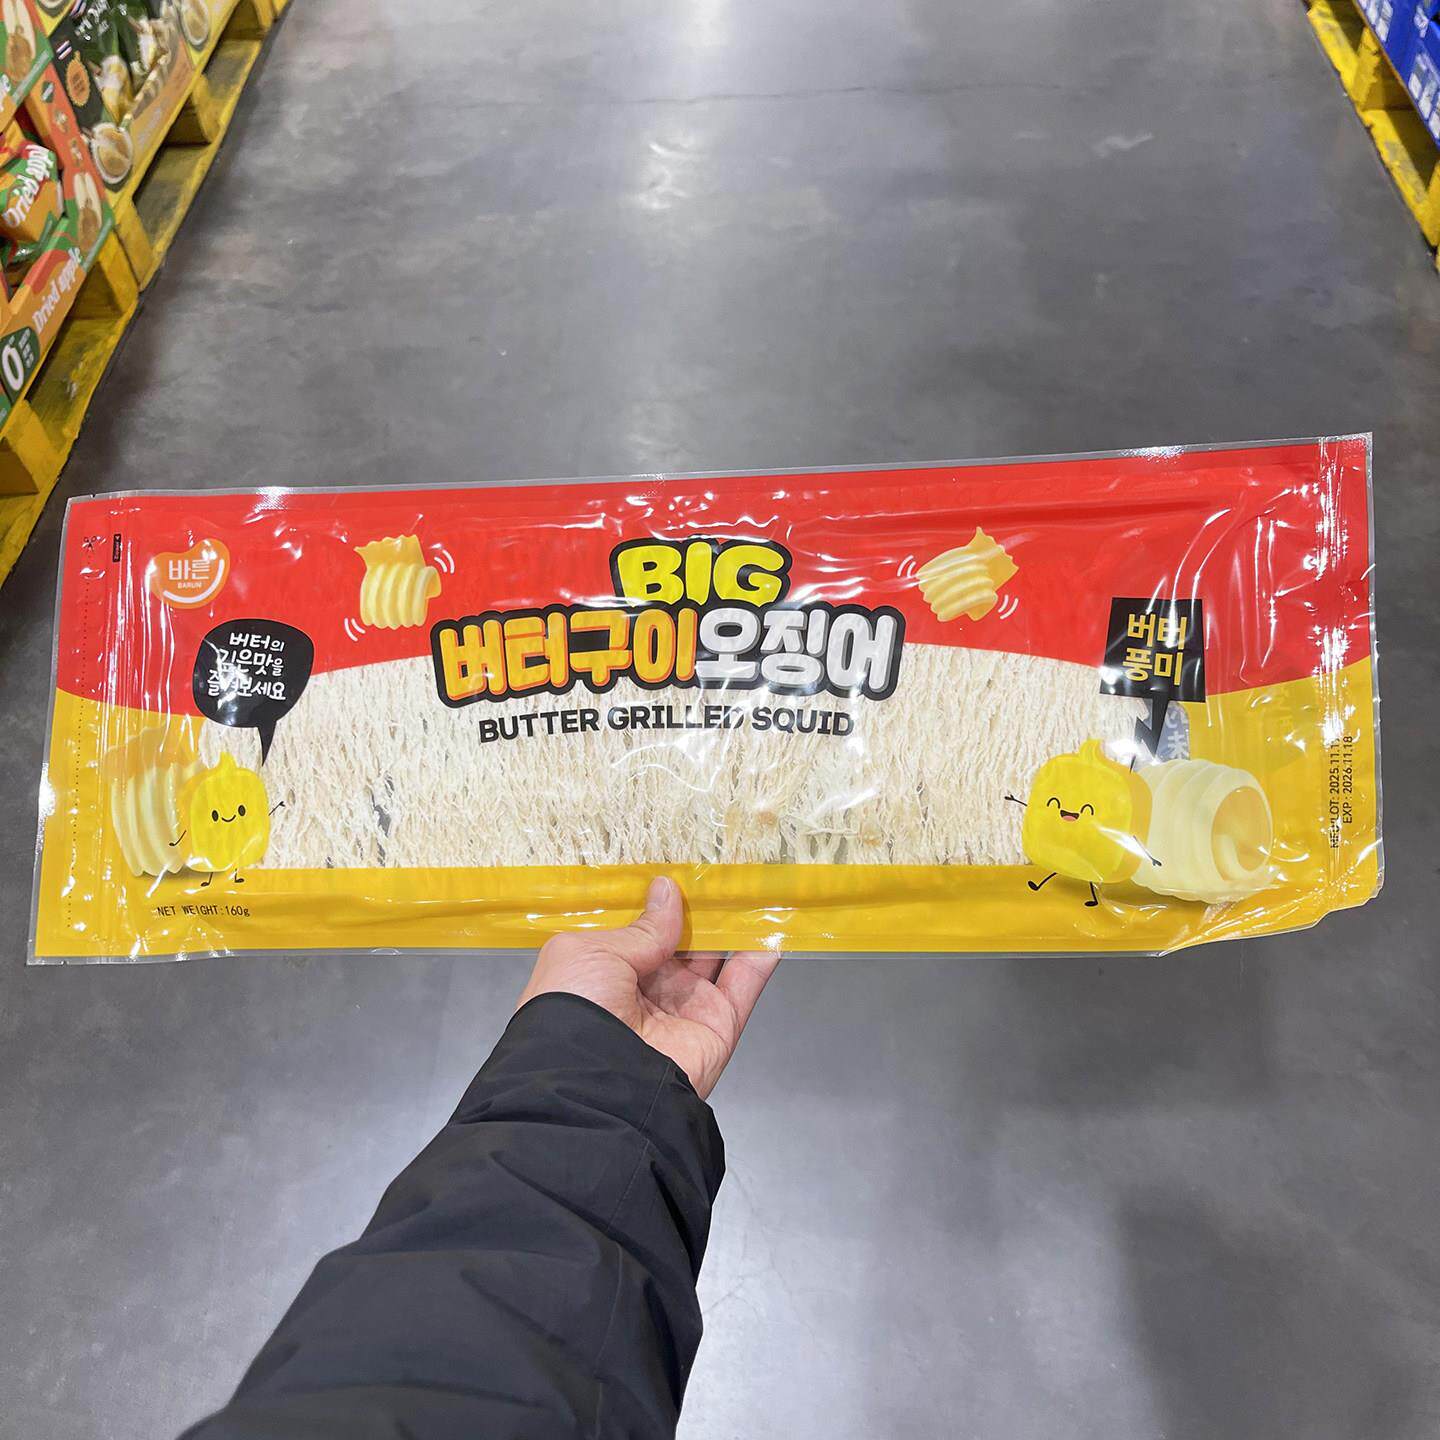 Dried apple
Dried apple
바른
BARUN
BIG
버터구이오징어
BUTTER GRILLED SQUID
버터의
깊은맛을
즐겨보세요
버터
풍미
NET WEIGHT:160g
EXP: 2026.11.18